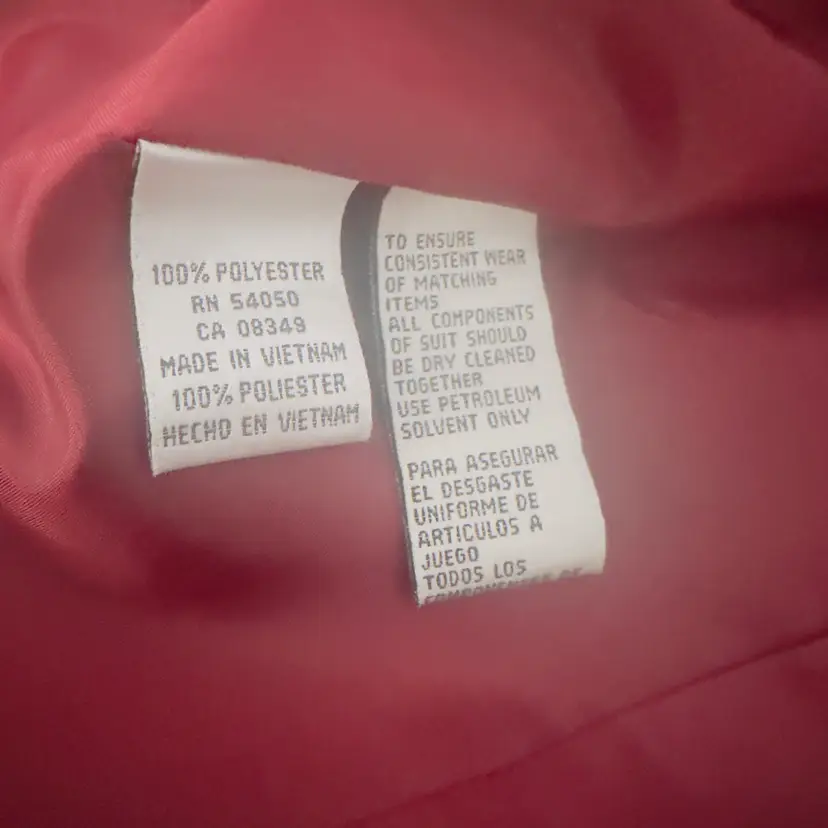 100% POLYESTER
RN 54050
CA 08349
MADE IN VIETNAM
100% POLIESTER
HECHO EN VIETNAM
TO ENSURE
CONSISTENT WEAR
OF MATCHING
ITEMS
ALL COMPONENTS
OF SUIT SHOULD
BE DRY CLEANED
TOGETHER
USE PETROLEUM
SOLVENT ONLY
PARA ASEGURAR
EL DESGASTE
UNIFORME DE
ARTICULOS A
JUEGO
TODOS LOS
COMPONENTES DE